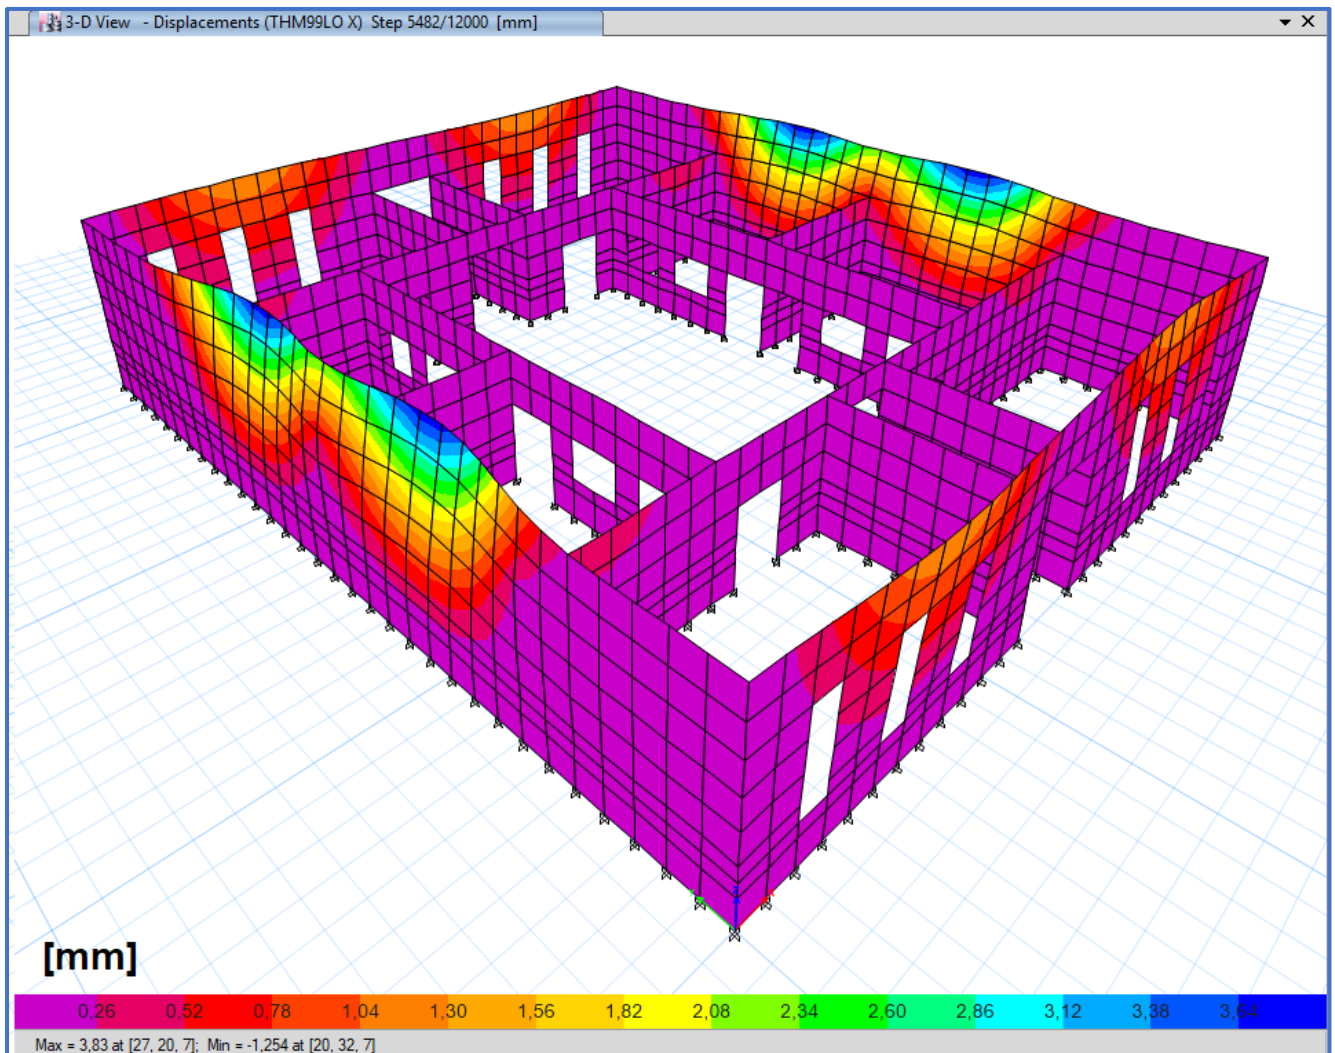 3-D View - Displacements (THM99LO X) Step 5482/12000 [mm]
[mm]
0,26 0,52 0,78 1,04 1,30 1,56 1,82 2,08 2,34 2,60 2,86 3,12 3,38 3,64
Max = 3,83 at [27, 20, 7]; Min = -1,254 at [20, 32, 7]